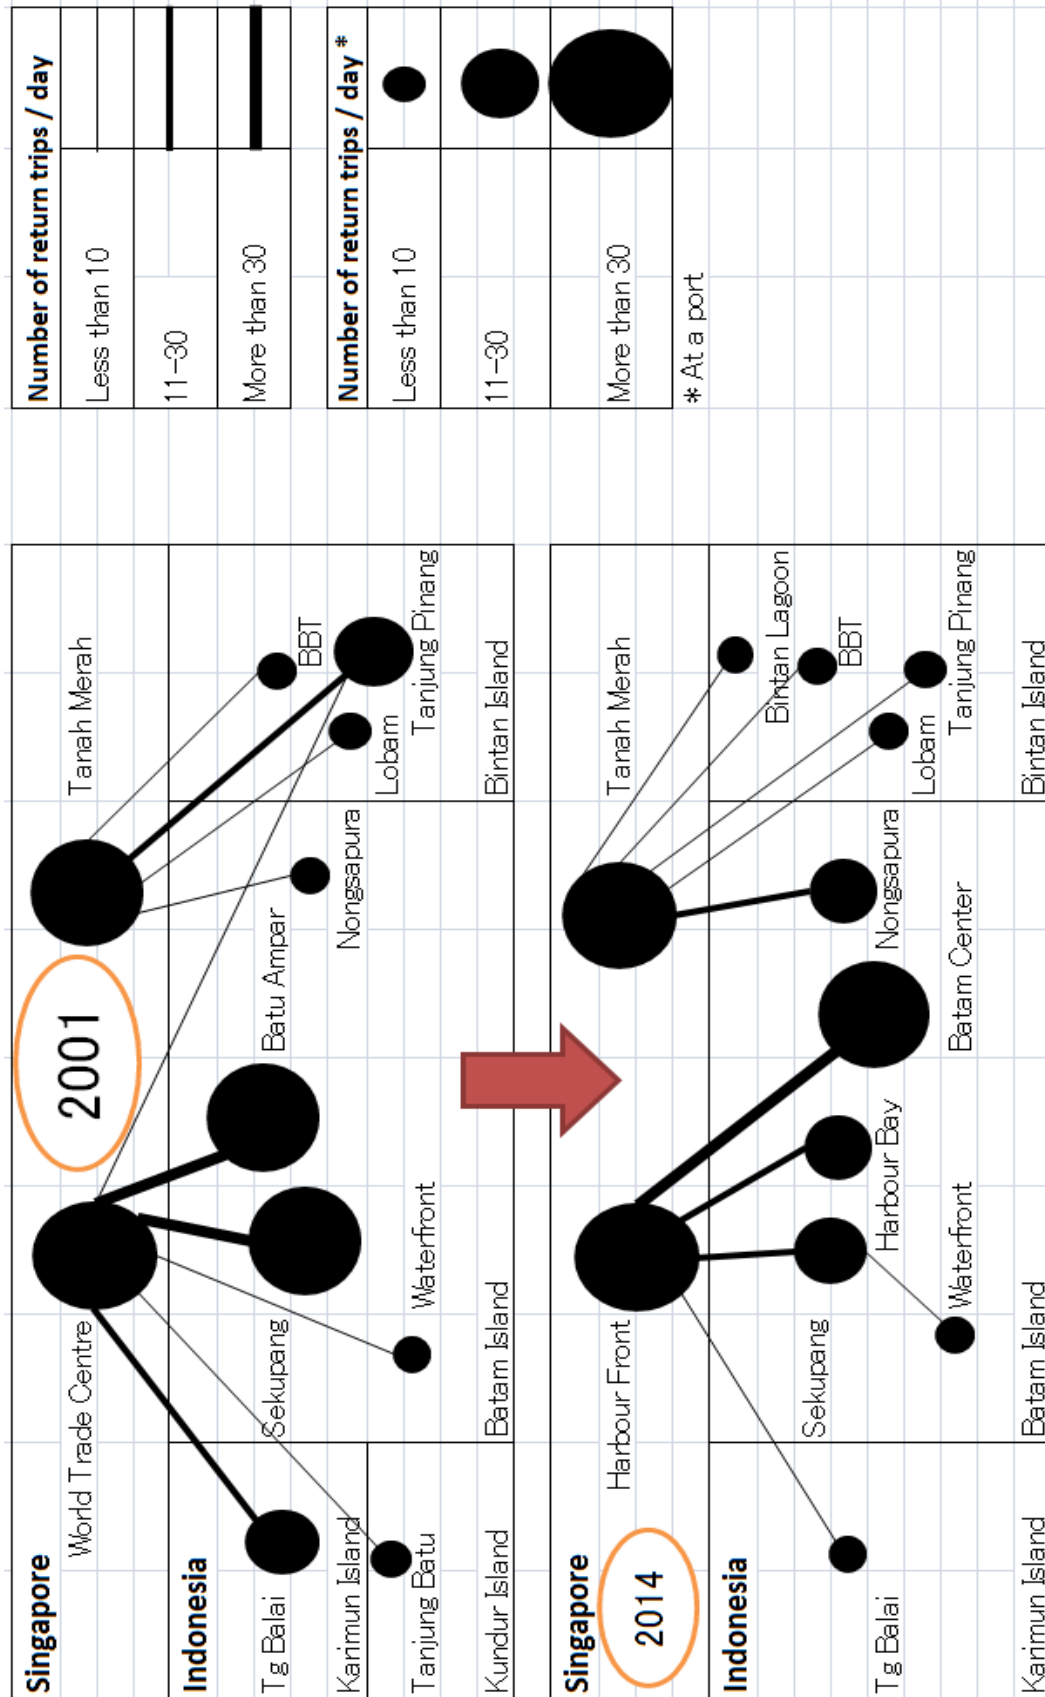 Singapore
World Trade Centre
2001
Tanah Merah
Indonesia
Tg Balai
Karimun Island
Tanjung Batu
Kundur Island
Sekupang
Batu Ampar
Waterfront
Nongsapura
Batam Island
BBT
Lobam
Tanjung Pinang
Bintan Island
Number of return trips / day
Less than 10
11-30
More than 30
Number of return trips / day *
Less than 10
11-30
More than 30
* At a port
Singapore
2014
Harbour Front
Tanah Merah
Indonesia
Tg Balai
Karimun Island
Sekupang
Harbour Bay
Waterfront
Nongsapura
Batam Center
Batam Island
Bintan Lagoon
BBT
Lobam
Tanjung Pinang
Bintan Island